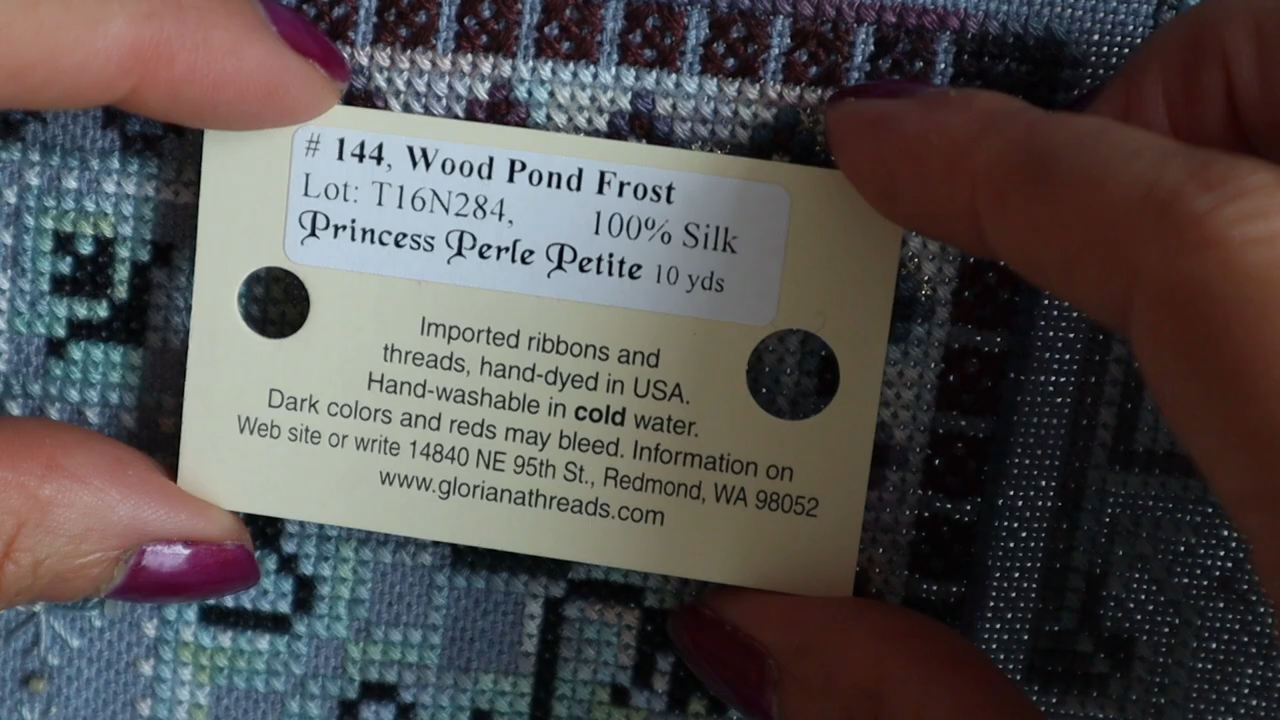 # 144, Wood Pond Frost
Lot: T16N284, 100% Silk
Princess Perle Petite 10 yds
Imported ribbons and
threads, hand-dyed in USA.
Hand-washable in cold water.
Dark colors and reds may bleed. Information on
Web site or write 14840 NE 95th St., Redmond, WA 98052
www.glorianathreads.com